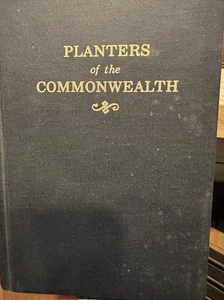 PLANTERS
of the
COMMONWEALTH